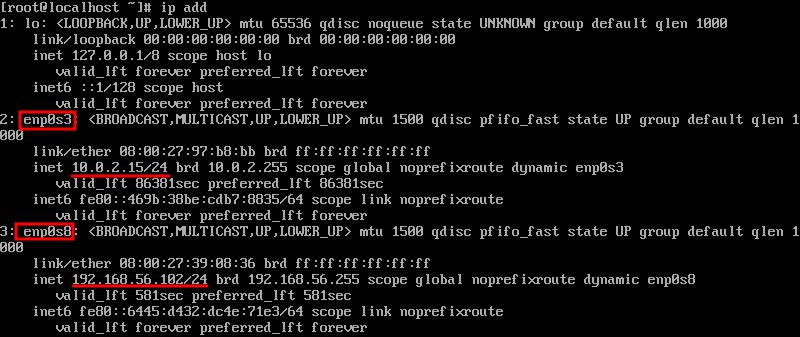 [root@localhost ~]# ip add
1: lo: <LOOPBACK,UP,LOWER_UP> mtu 65536 qdisc noqueue state UNKNOWN group default qlen 1000
    link/loopback 00:00:00:00:00:00 brd 00:00:00:00:00:00
    inet 127.0.0.1/8 scope host lo
       valid_lft forever preferred_lft forever
    inet6 ::1/128 scope host
       valid_lft forever preferred_lft forever
2: enp0s3: <BROADCAST,MULTICAST,UP,LOWER_UP> mtu 1500 qdisc pfifo_fast state UP group default qlen 1
000
    link/ether 08:00:27:97:b8:bb brd ff:ff:ff:ff:ff:ff
    inet 10.0.2.15/24 brd 10.0.2.255 scope global noprefixroute dynamic enp0s3
       valid_lft 86381sec preferred_lft 86381sec
    inet6 fe80::469b:38be:cdb7:8835/64 scope link noprefixroute
       valid_lft forever preferred_lft forever
3: enp0s8: <BROADCAST,MULTICAST,UP,LOWER_UP> mtu 1500 qdisc pfifo_fast state UP group default qlen 1
000
    link/ether 08:00:27:39:08:36 brd ff:ff:ff:ff:ff:ff
    inet 192.168.56.102/24 brd 192.168.56.255 scope global noprefixroute dynamic enp0s8
       valid_lft 581sec preferred_lft 581sec
    inet6 fe80::6445:d432:dc4e:71e3/64 scope link noprefixroute
       valid_lft forever preferred_lft forever